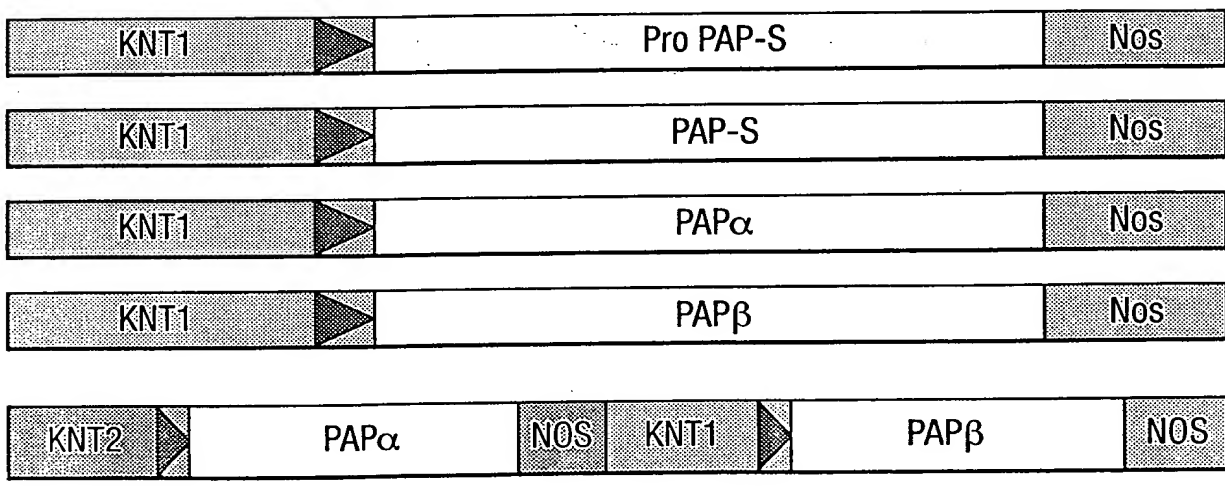 KNT1 Pro PAP-S Nos
KNT1 PAP-S Nos
KNT1 PAPα Nos
KNT1 PAPβ Nos
KNT2 PAPα NOS KNT1 PAPβ NOS